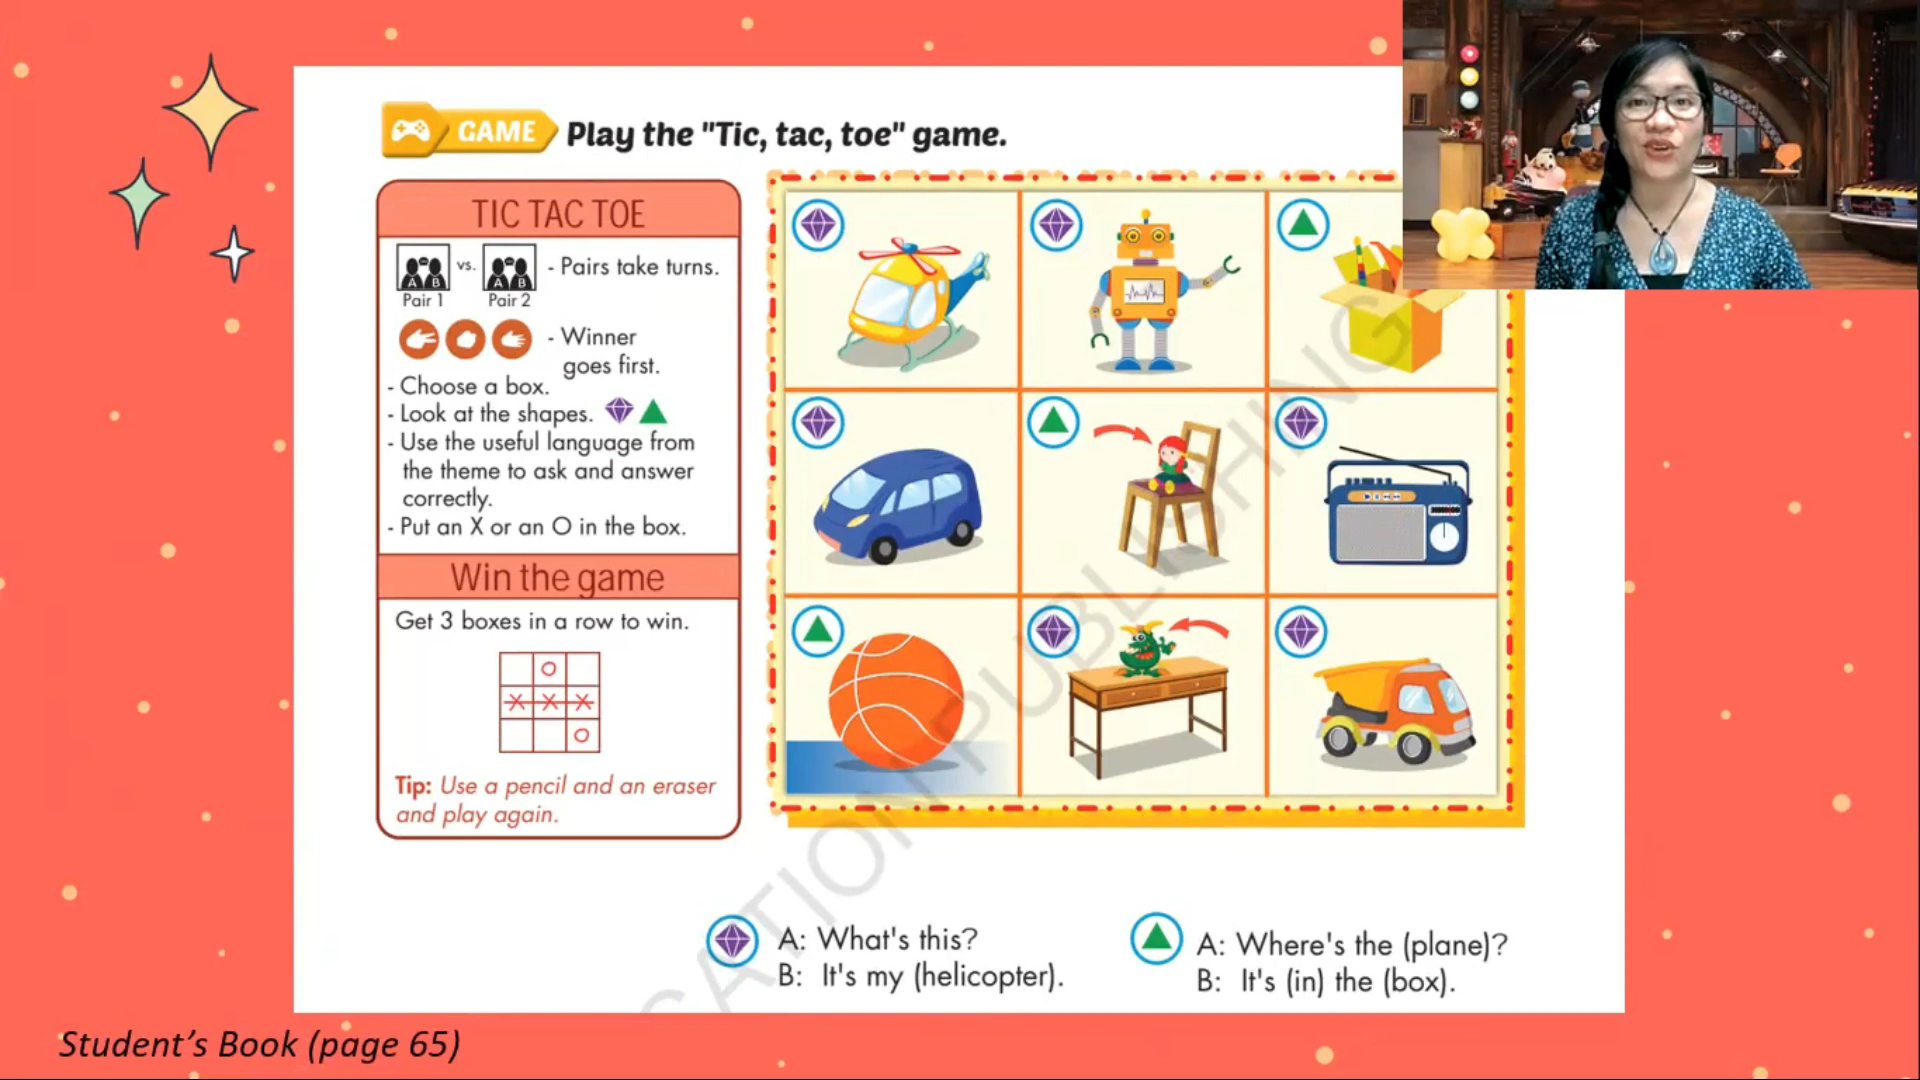 GAME Play the "Tic, tac, toe" game.
TIC TAC TOE
A B vs. A B - Pairs take turns.
Pair 1 Pair 2
- Winner
goes first.
- Choose a box.
- Look at the shapes.
- Use the useful language from
the theme to ask and answer
correctly.
- Put an X or an O in the box.
Win the game
Get 3 boxes in a row to win.
O
X X X
O
Tip: Use a pencil and an eraser
and play again.
CATION PUBLISHING
A: What's this?
B: It's my (helicopter).
A: Where's the (plane)?
B: It's (in) the (box).
Student's Book (page 65)